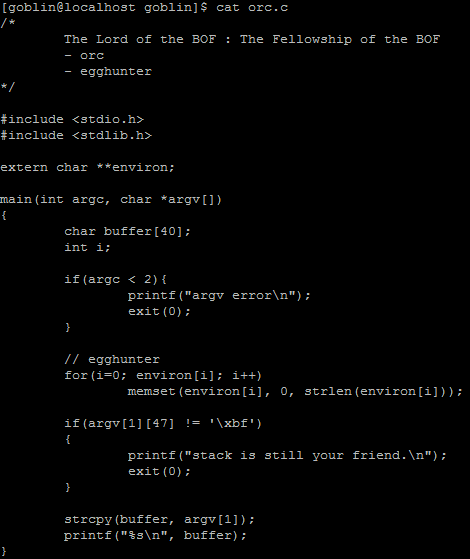 [goblin@localhost goblin]$ cat orc.c
/*
        The Lord of the BOF : The Fellowship of the BOF
        - orc
        - egghunter
*/

#include <stdio.h>
#include <stdlib.h>

extern char **environ;

main(int argc, char *argv[])
{
        char buffer[40];
        int i;

        if(argc < 2){
                printf("argv error\n");
                exit(0);
        }

        // egghunter
        for(i=0; environ[i]; i++)
                memset(environ[i], 0, strlen(environ[i]));

        if(argv[1][47] != '\xbf')
        {
                printf("stack is still your friend.\n");
                exit(0);
        }

        strcpy(buffer, argv[1]);
        printf("%s\n", buffer);
}